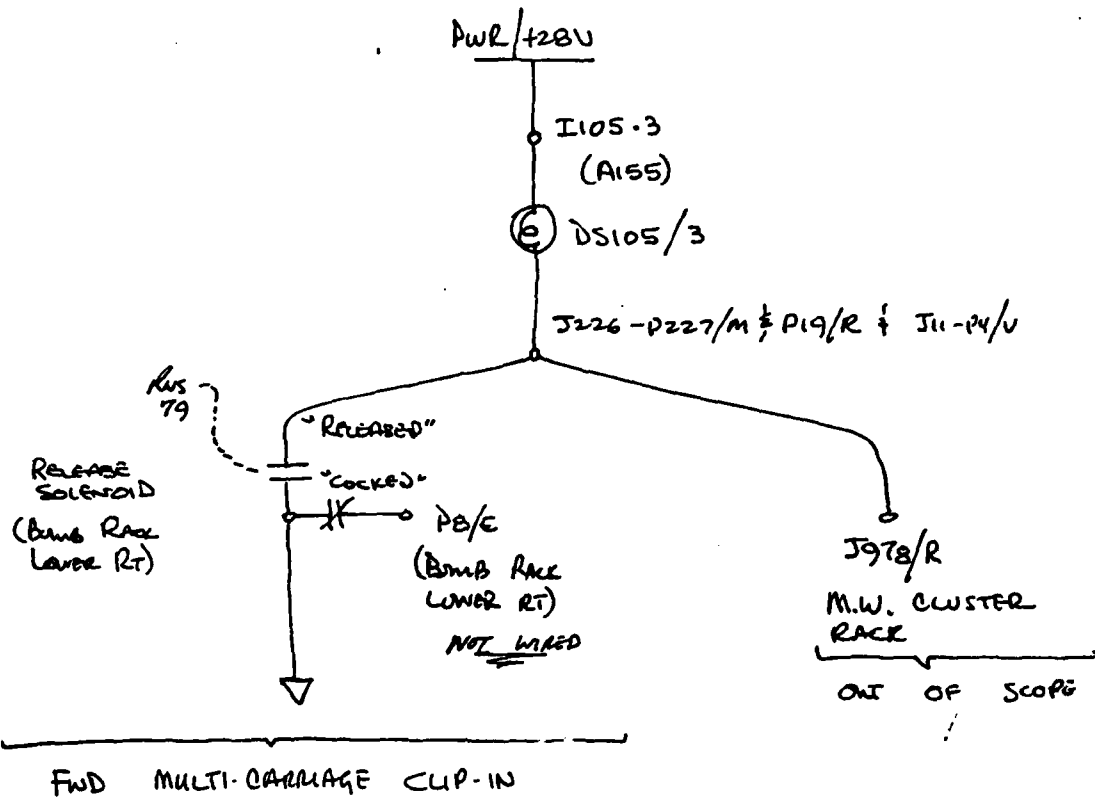 PWR/+28V
I105.3
(A155)
DS105/3
J226-P227/M & P19/R & J11-P4/V
79
"RELEASED"
"COCKED"
RELEASE
SOLENOID
(BOMB RACK
LOWER RT)
P8/E
(BOMB RACK
LOWER RT)
NOT WIRED
J978/R
M.W. CLUSTER
RACK
OUT OF SCOPE
FWD MULTI-CARRIAGE CLIP-IN